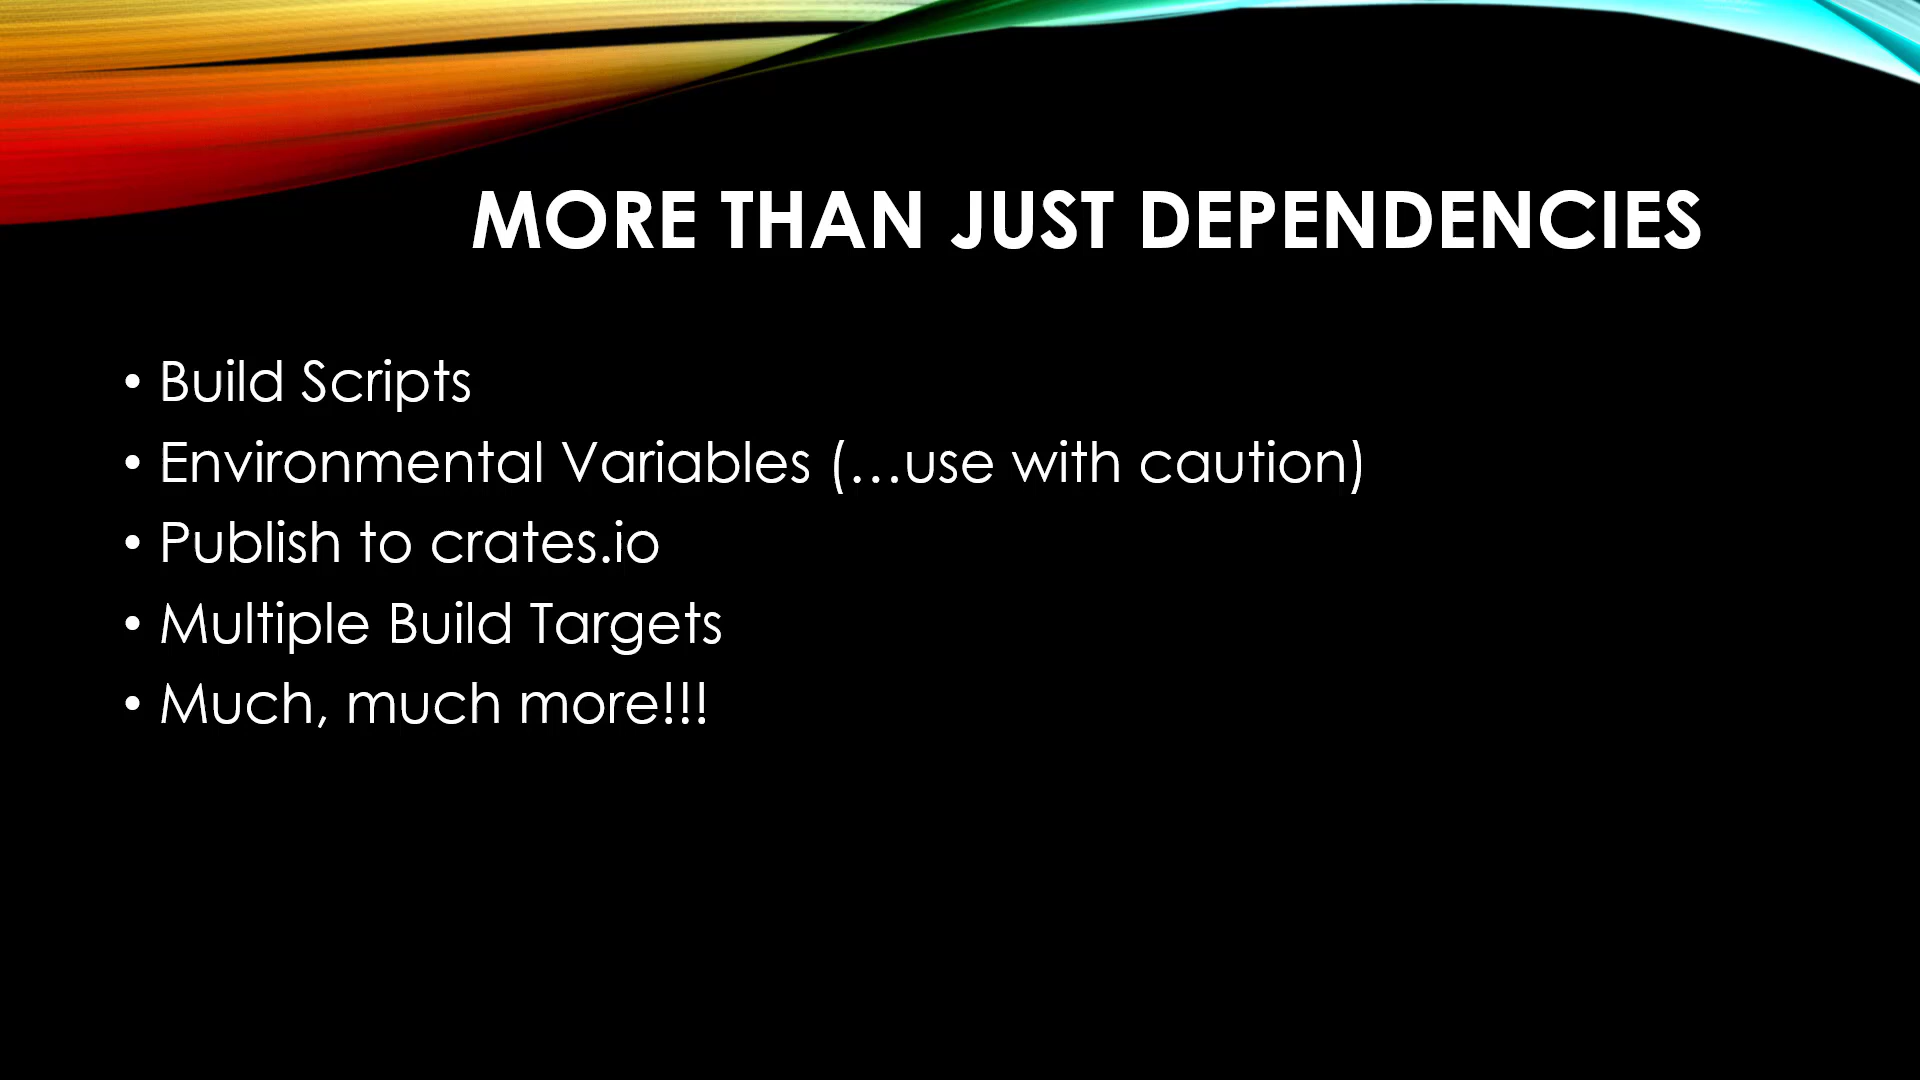 MORE THAN JUST DEPENDENCIES
• Build Scripts
• Environmental Variables (…use with caution)
• Publish to crates.io
• Multiple Build Targets
• Much, much more!!!